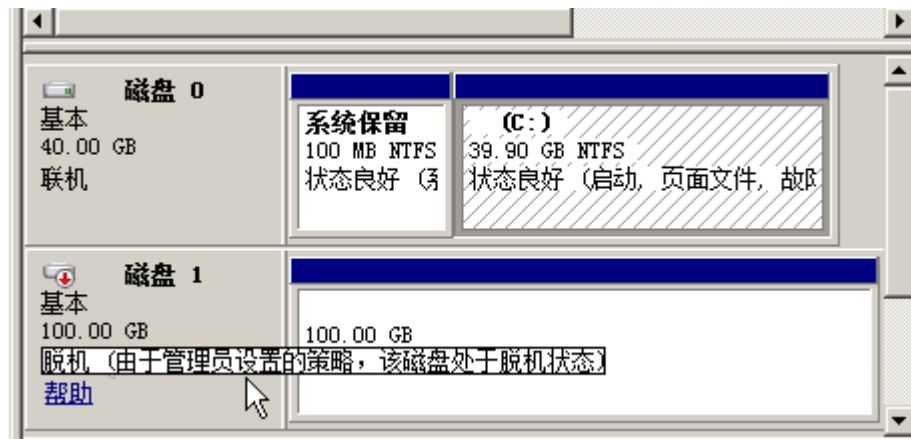 磁盘 0
基本
40.00 GB
联机
系统保留
100 MB NTFS
状态良好 (系
(C:)
39.90 GB NTFS
状态良好 (启动, 页面文件, 故障
磁盘 1
基本
100.00 GB
脱机 (由于管理员设置的策略，该磁盘处于脱机状态)
帮助
100.00 GB